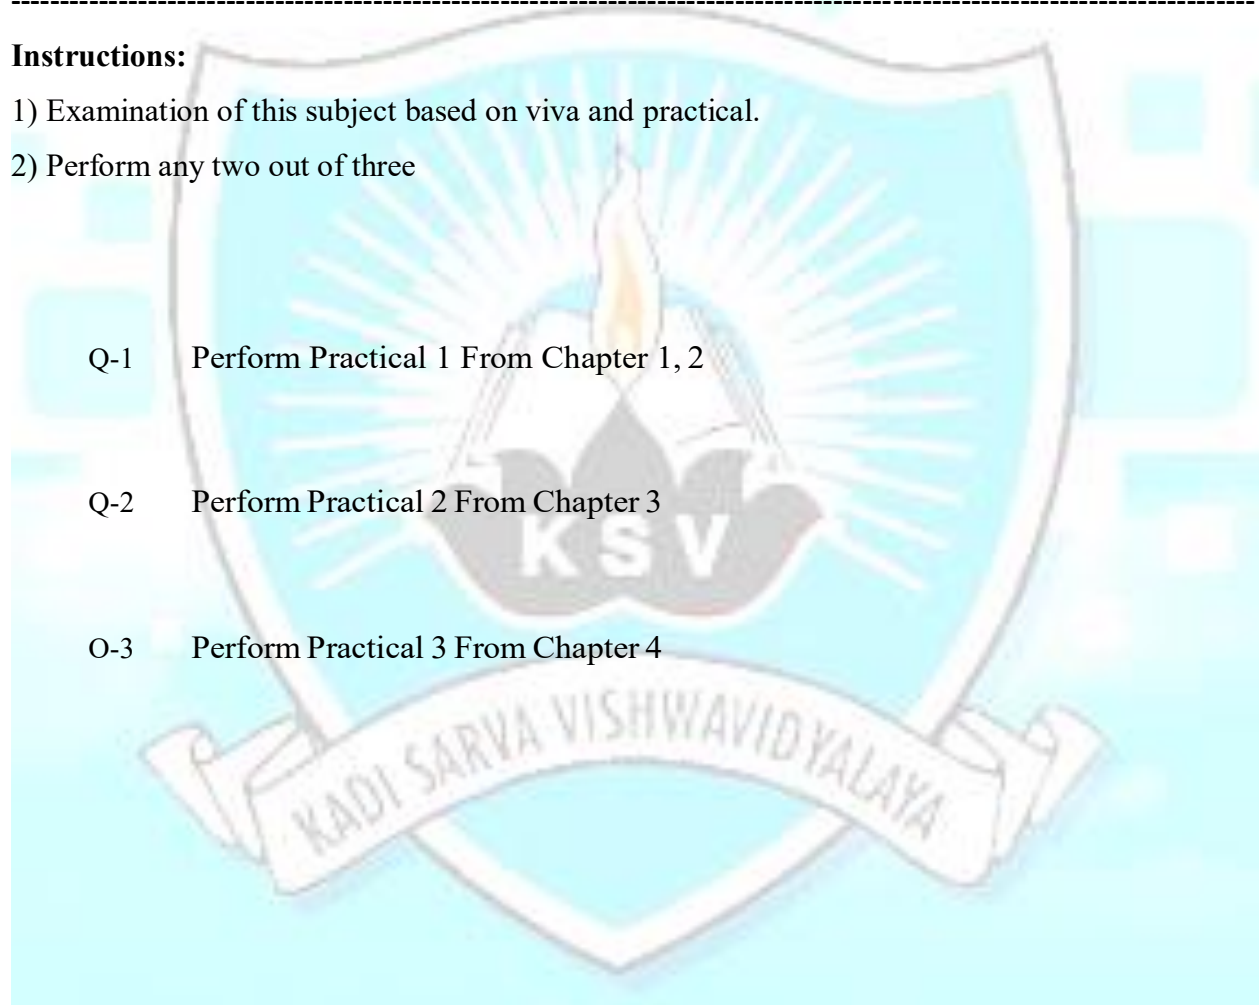 Instructions:
1) Examination of this subject based on viva and practical.
2) Perform any two out of three
Q-1 Perform Practical 1 From Chapter 1, 2
Q-2 Perform Practical 2 From Chapter 3
KSV
O-3 Perform Practical 3 From Chapter 4
KADI SARVA VISHWAVIDYALAYA